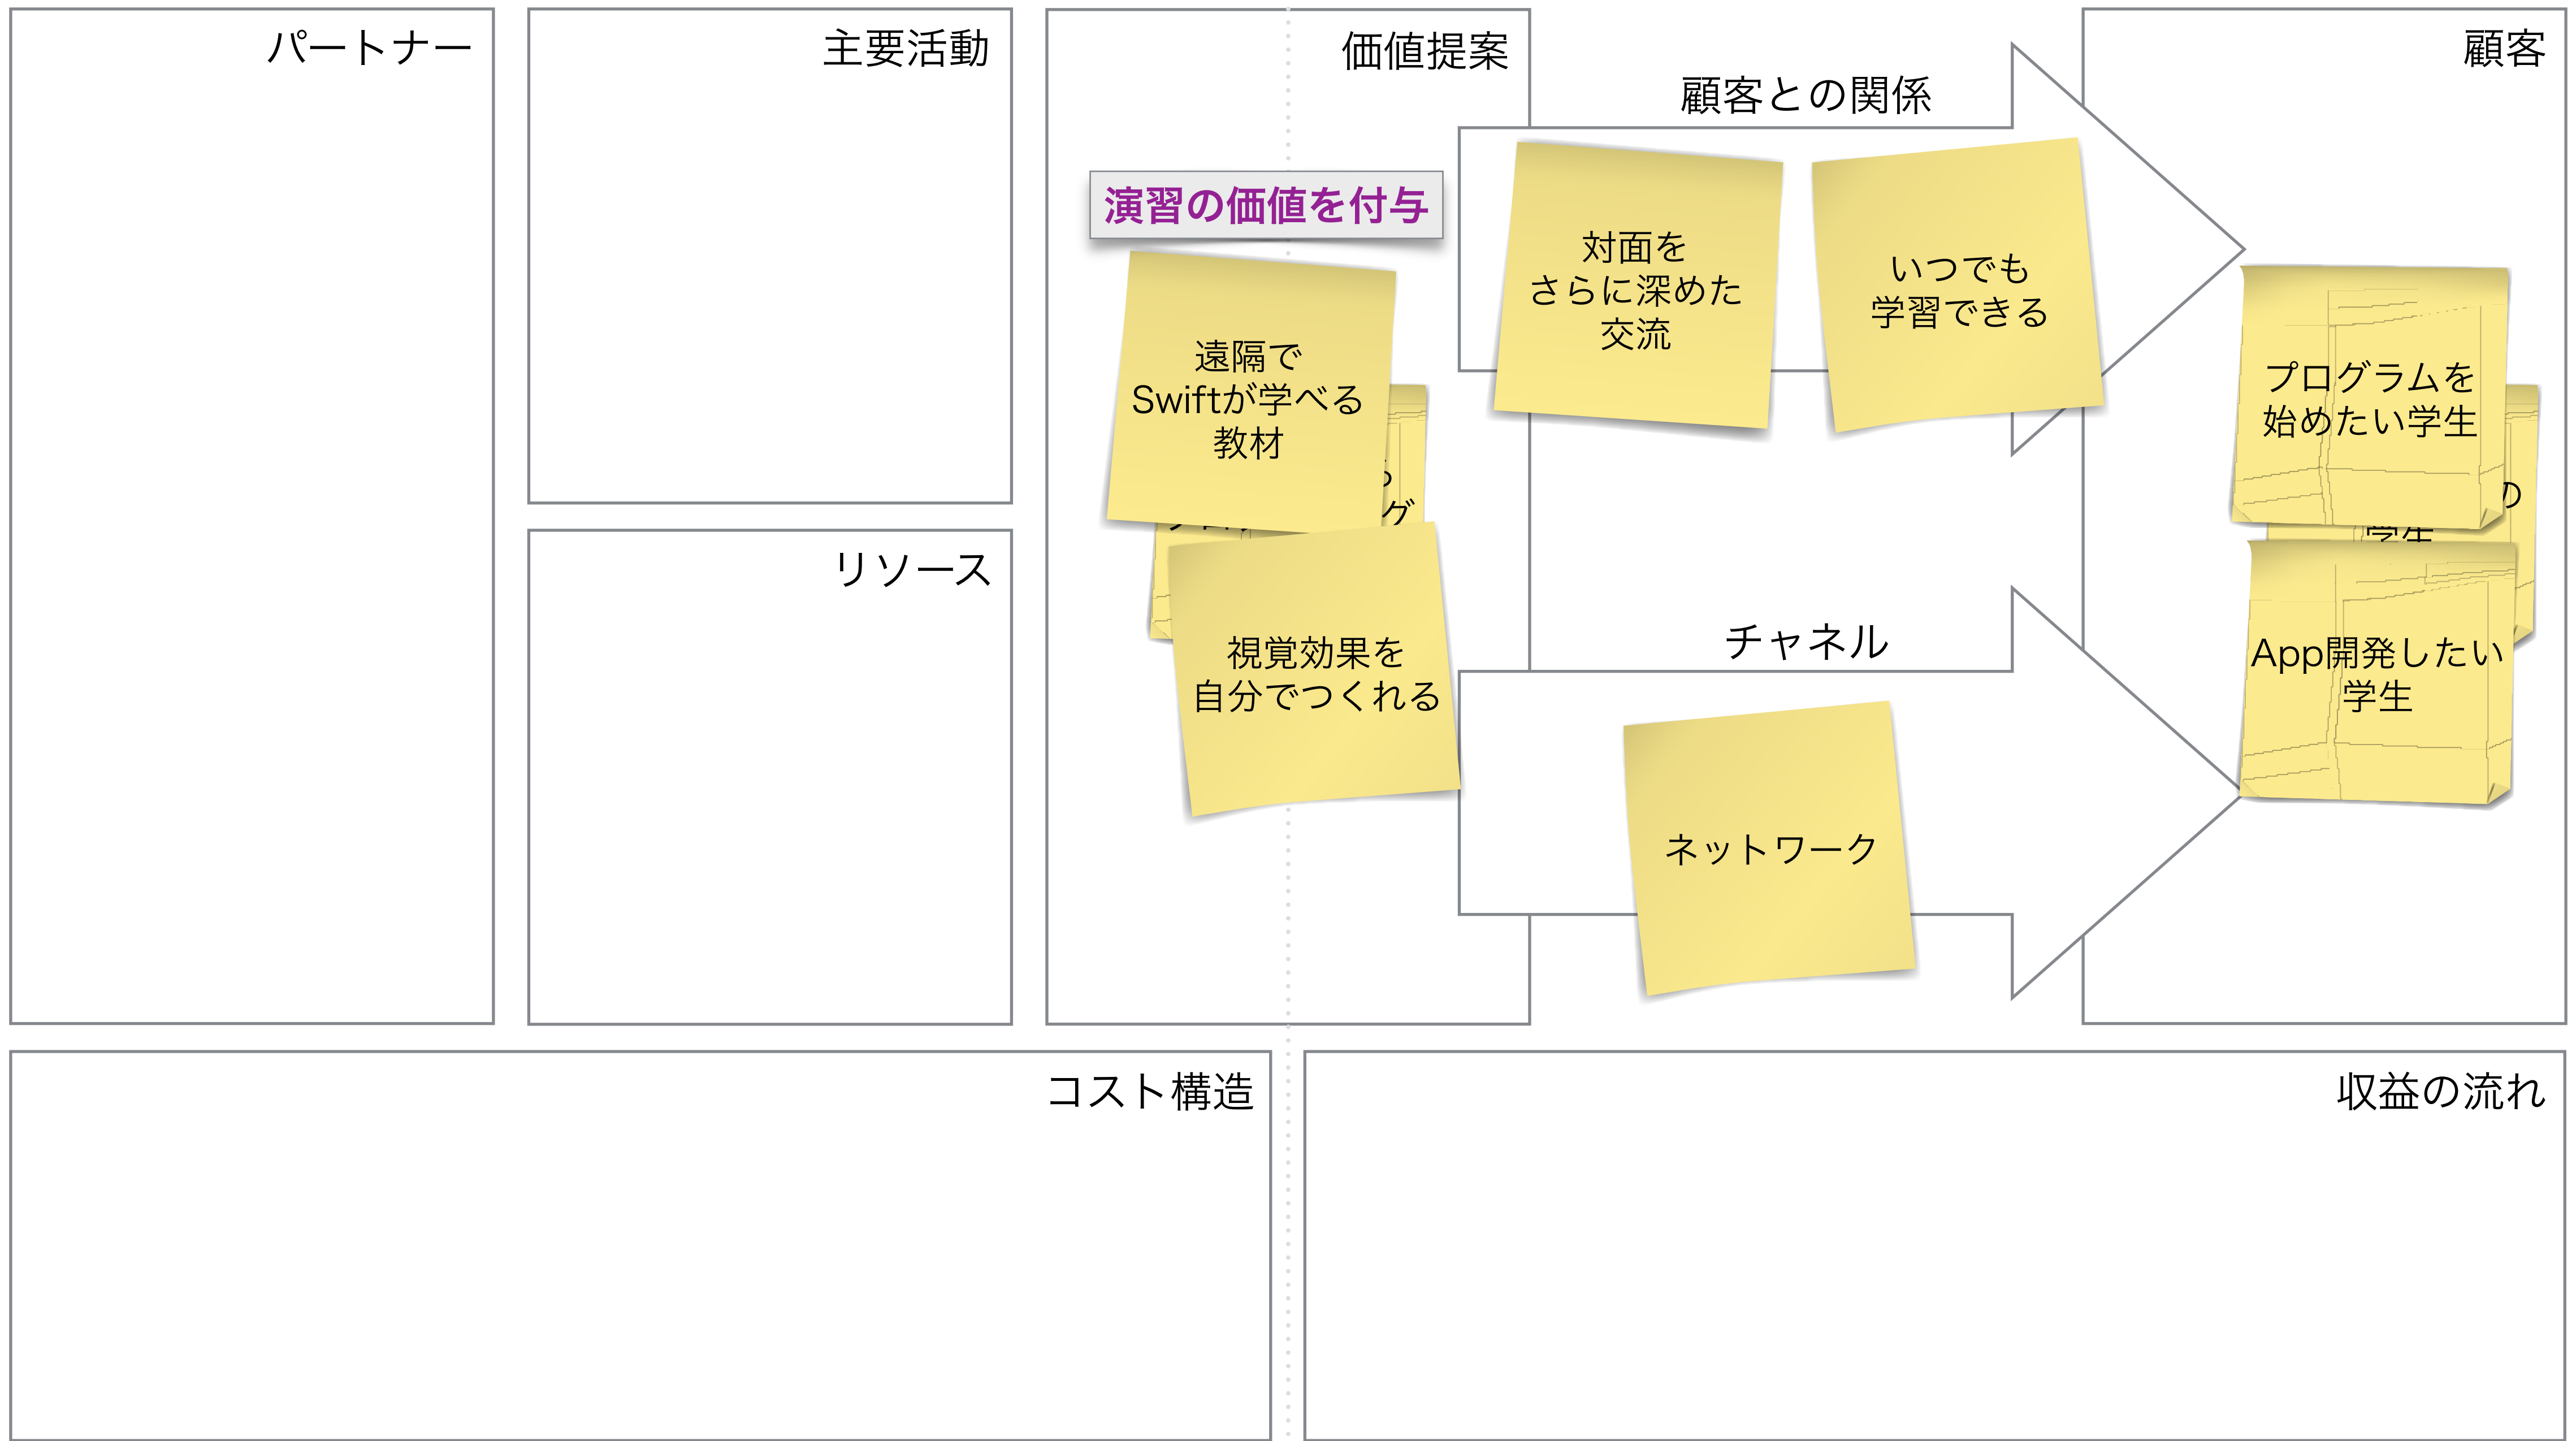 パートナー
主要活動
リソース
価値提案
演習の価値を付与
遠隔で
Swiftが学べる
教材
グ
視覚効果を
自分でつくれる
顧客との関係
対面を
さらに深めた
交流
いつでも
学習できる
チャネル
ネットワーク
顧客
プログラムを
始めたい学生
の
学生
App開発したい
学生
コスト構造
収益の流れ